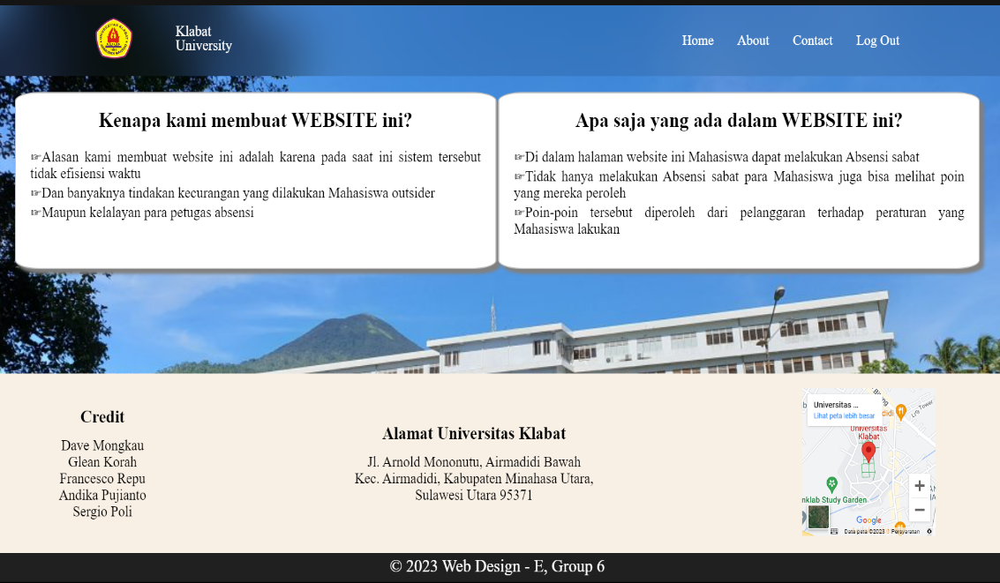 Klabat
University
Home About Contact Log Out
Kenapa kami membuat WEBSITE ini?
☞Alasan kami membuat website ini adalah karena pada saat ini sistem tersebut
tidak efisiensi waktu
☞Dan banyaknya tindakan kecurangan yang dilakukan Mahasiswa outsider
☞Maupun kelalayan para petugas absensi
Apa saja yang ada dalam WEBSITE ini?
☞Di dalam halaman website ini Mahasiswa dapat melakukan Absensi sabat
☞Tidak hanya melakukan Absensi sabat para Mahasiswa juga bisa melihat poin
yang mereka peroleh
☞Poin-poin tersebut diperoleh dari pelanggaran terhadap peraturan yang
Mahasiswa lakukan
Credit
Dave Mongkau
Glean Korah
Francesco Repu
Andika Pujianto
Sergio Poli
Alamat Universitas Klabat
Jl. Arnold Mononutu, Airmadidi Bawah
Kec. Airmadidi, Kabupaten Minahasa Utara,
Sulawesi Utara 95371
Universitas ...
Lihat peta lebih besar
Universitas
Klabat
nklab Study Garden
Google
Data peta ©2023
Persyaratan
© 2023 Web Design - E, Group 6